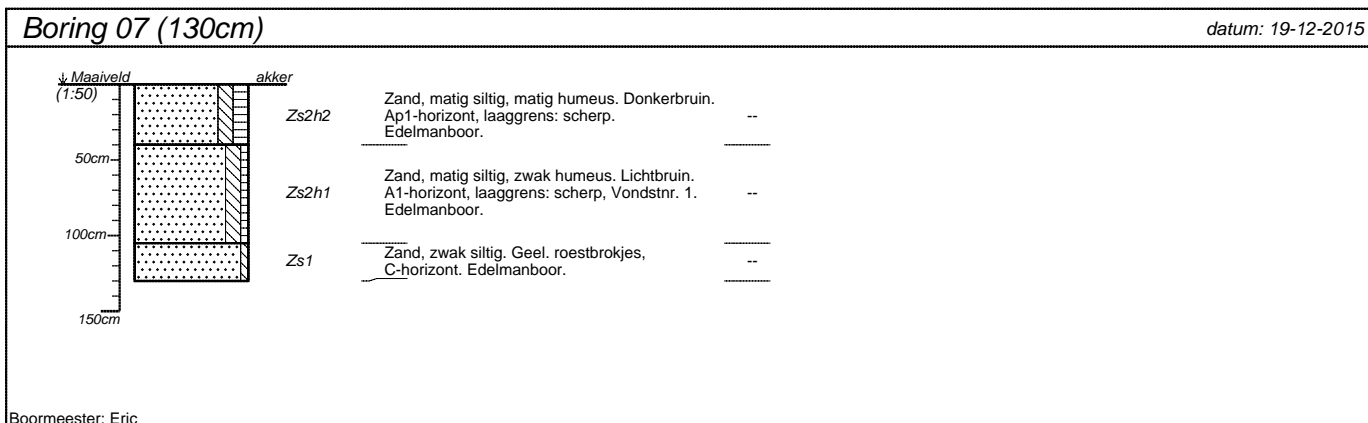 Boring 07 (130cm)
datum: 19-12-2015
Maaiveld
akker
(1:50)
Zs2h2
Zand, matig siltig, matig humeus. Donkerbruin.
Ap1-horizont, laaggrens: scherp.
Edelmanboor.
--
50cm
Zs2h1
Zand, matig siltig, zwak humeus. Lichtbruin.
A1-horizont, laaggrens: scherp, Vondstnr. 1.
Edelmanboor.
--
100cm
Zs1
Zand, zwak siltig. Geel. roestbrokjes,
C-horizont. Edelmanboor.
--
150cm
Boormeester: Eric